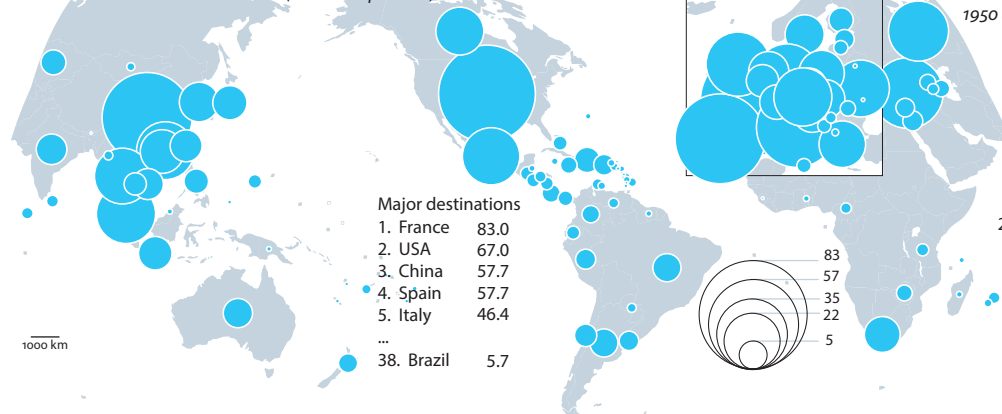 1950
Major destinations
1. France 83.0
2. USA 67.0
3. China 57.7
4. Spain 57.7
5. Italy 46.4
...
38. Brazil 5.7
83
57
35
22
5
1000 km